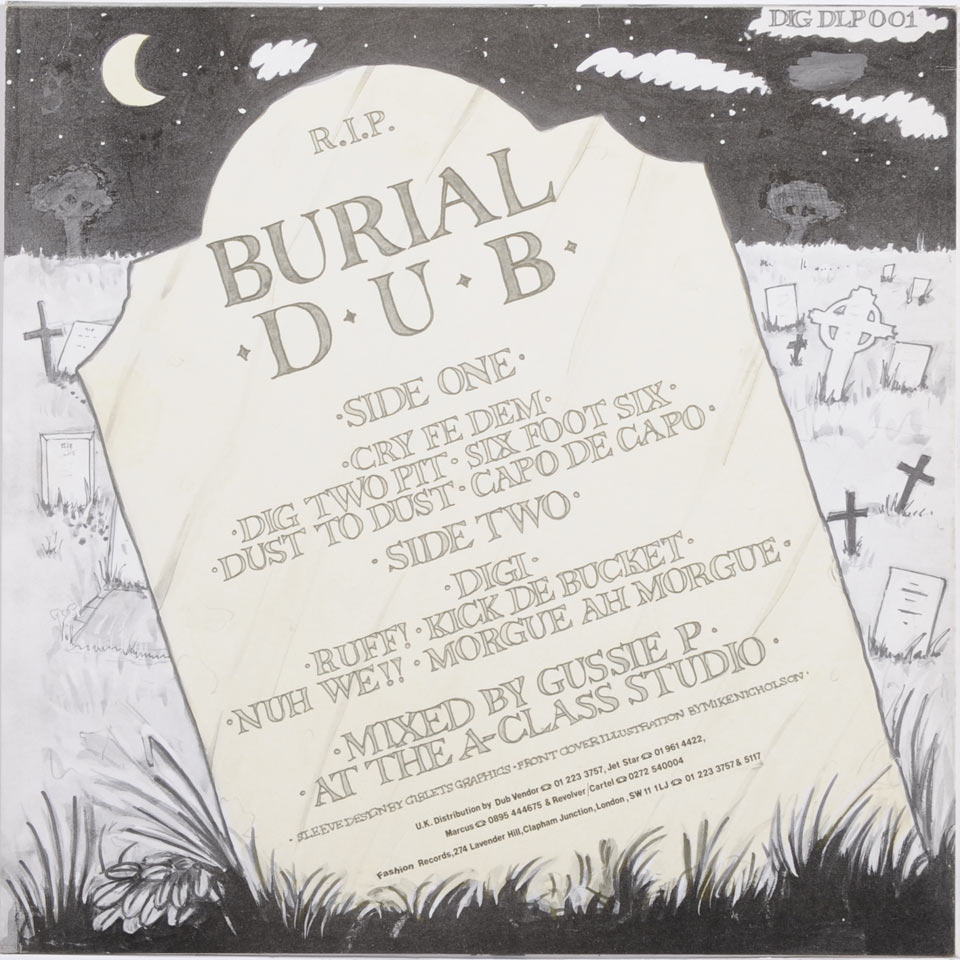 DIG DLP 001
R.I.P.
BURIAL
·D·U·B·
·SIDE ONE·
·CRY FE DEM·
·DIG TWO PIT·SIX FOOT SIX·
·DUST TO DUST·CAPO DE CAPO·
·SIDE TWO·
·DIGI·
·RUFF!·KICK DE BUCKET·
·NUH WE!!·MORGUE AH MORGUE·
·MIXED BY GUSSIE P·
·AT THE A-CLASS STUDIO·
·SLEEVE DESIGN BY GIBLETS GRAPHICS·FRONT COVER ILLUSTRATION BY MIKE NICHOLSON·
U.K. Distribution by Dub Vendor ☎ 01 223 3757, Jet Star ☎ 01 961 4422,
Marcus ☎ 0895 444675 & Revolver/Cartel ☎ 0272 540004
Fashion Records, 274 Lavender Hill, Clapham Junction, London, SW 11 1LJ ☎ 01 223 3757 & 5117